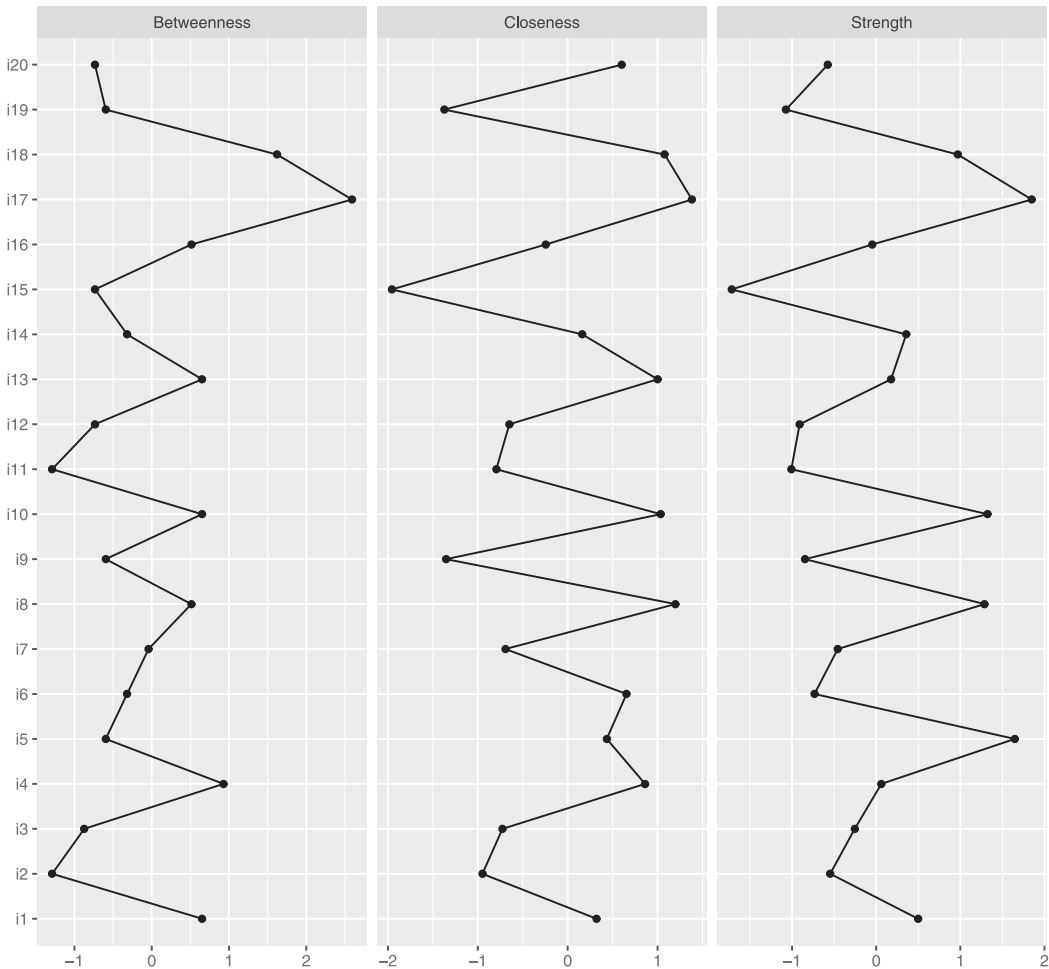 Betweenness Closeness Strength
i20
i19
i18
i17
i16
i15
i14
i13
i12
i11
i10
i9
i8
i7
i6
i5
i4
i3
i2
i1
−1 0 1 2 −2 −1 0 1 −1 0 1 2